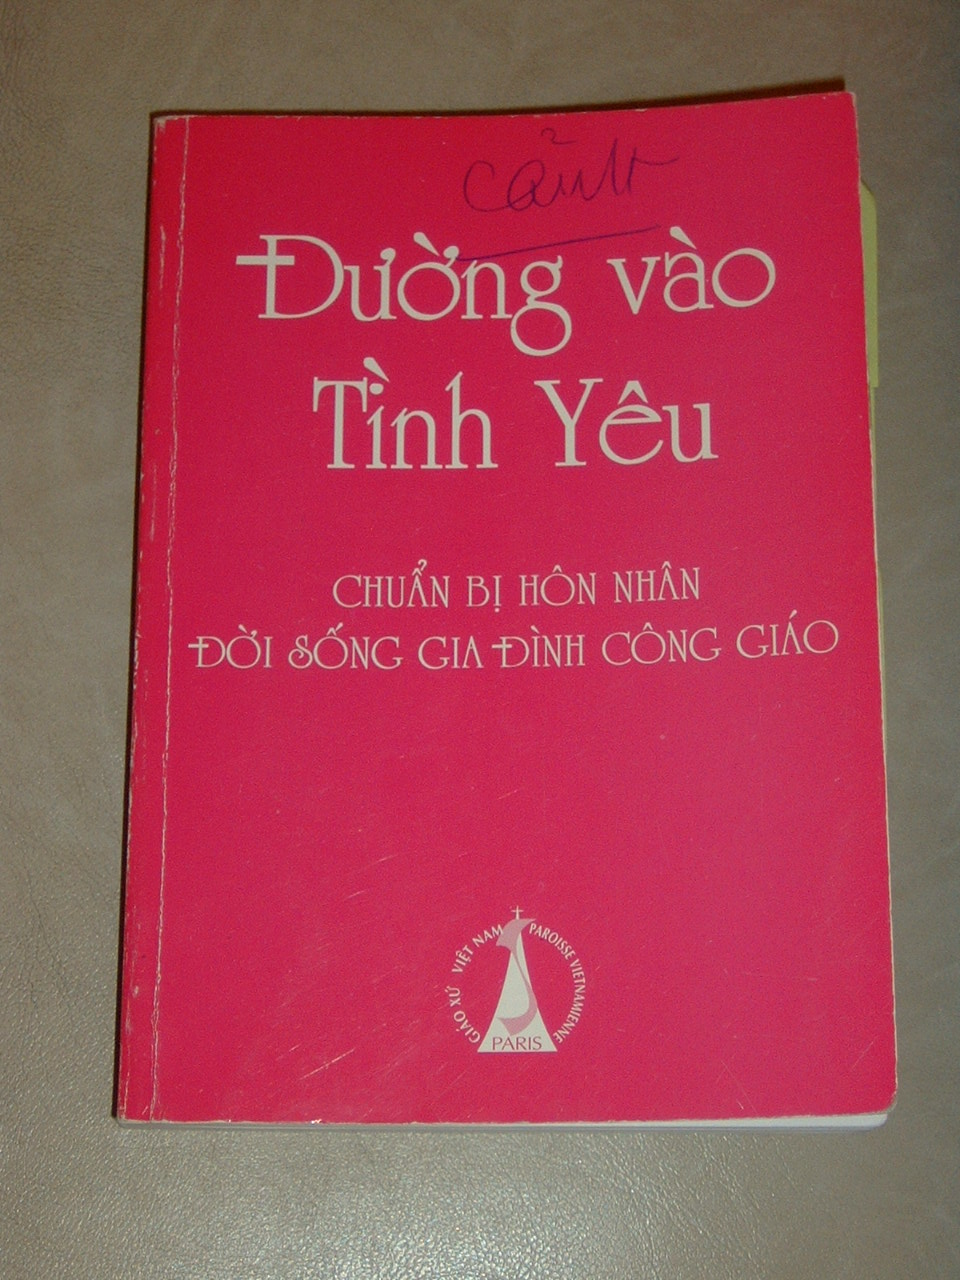 Cảnh
Đường vào
Tình Yêu
CHUẨN BỊ HÔN NHÂN
ĐỜI SỐNG GIA ĐÌNH CÔNG GIÁO
GIÁO XỨ VIỆT NAM PAROISSE VIETNAMIENNE
PARIS